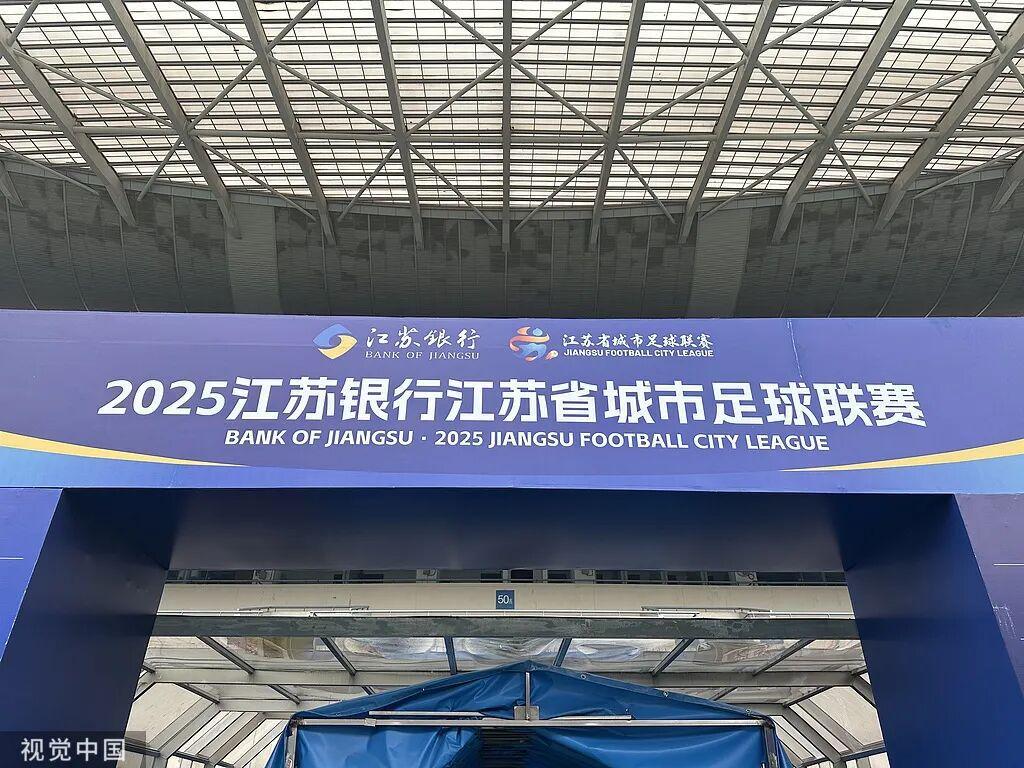 江苏银行
BANK OF JIANGSU
江苏省城市足球联赛
JIANGSU FOOTBALL CITY LEAGUE
2025江苏银行江苏省城市足球联赛
BANK OF JIANGSU · 2025 JIANGSU FOOTBALL CITY LEAGUE
50
视觉中国